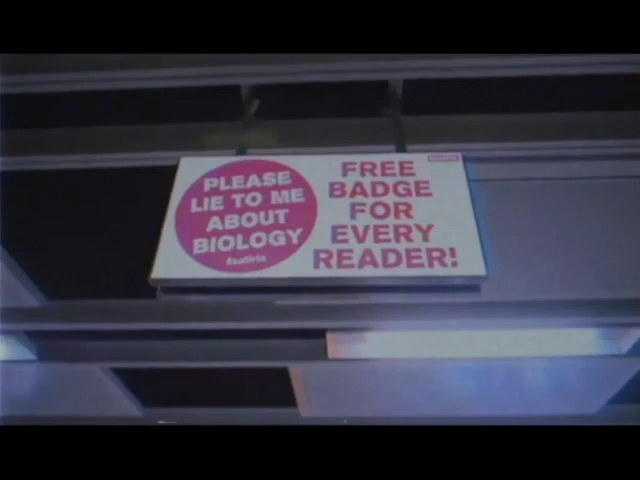 PLEASE
LIE TO ME
ABOUT
BIOLOGY
FREE
BADGE
FOR
EVERY
READER!